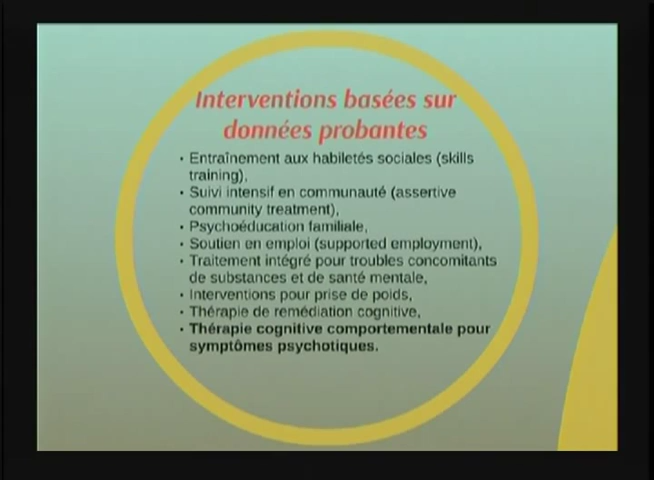 Interventions basées sur
données probantes
• Entraînement aux habiletés sociales (skills
training),
• Suivi intensif en communauté (assertive
community treatment),
• Psychoéducation familiale,
• Soutien en emploi (supported employment),
• Traitement intégré pour troubles concomitants
de substances et de santé mentale,
• Interventions pour prise de poids,
• Thérapie de remédiation cognitive,
• Thérapie cognitive comportementale pour
symptômes psychotiques.